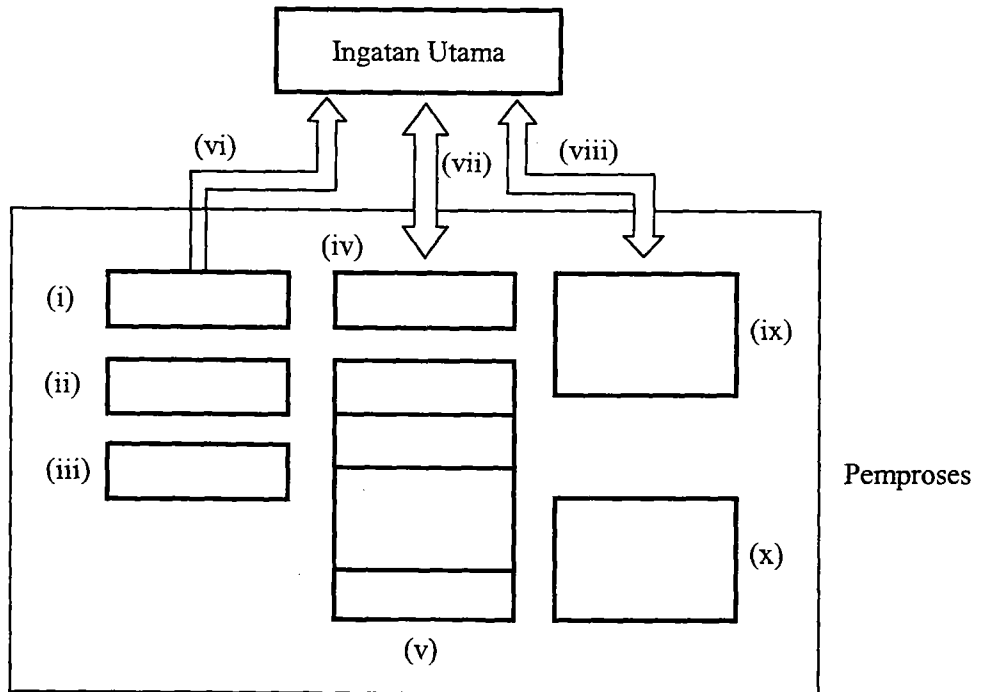 Ingatan Utama
(vi)
(vii)
(viii)
(iv)
(i)
(ix)
(ii)
(iii)
Pemproses
(x)
(v)